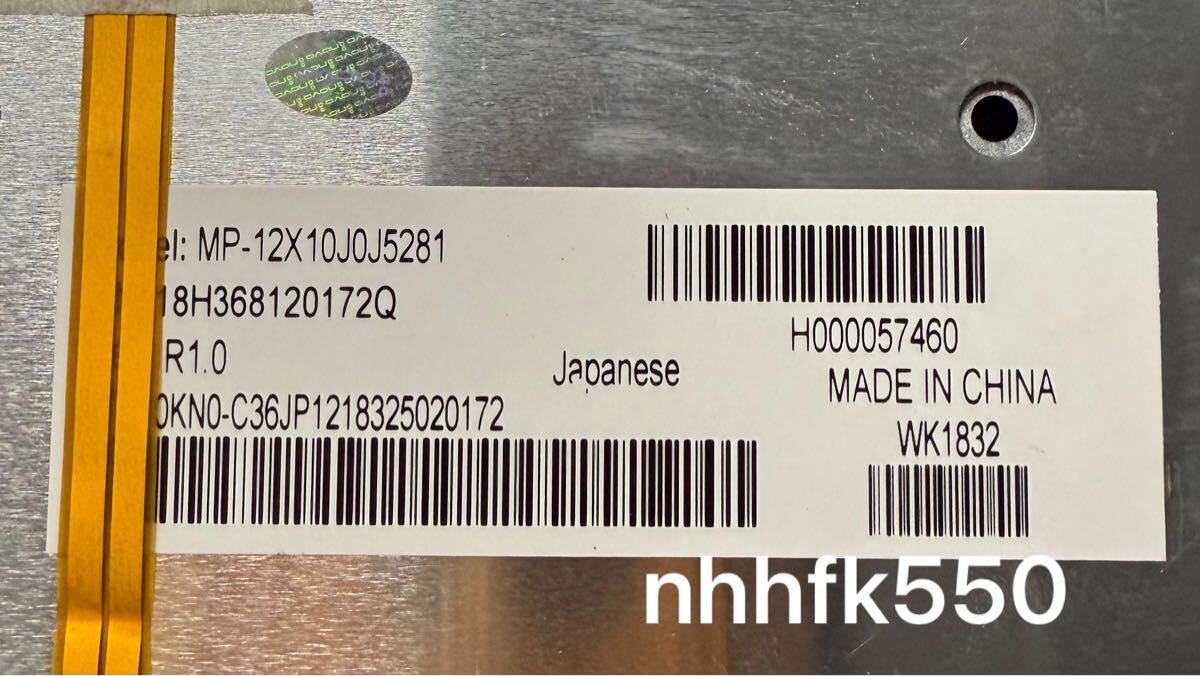 el: MP-12X10J0J5281
18H368120172Q
R1.0
Japanese
0KN0-C36JP1218325020172
H000057460
MADE IN CHINA
WK1832
nhhfk550